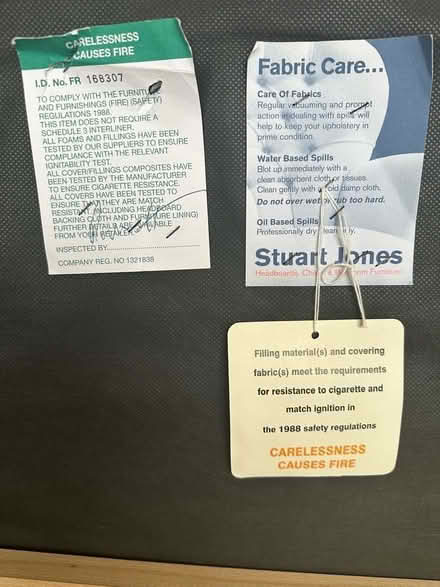 CARELESSNESS
CAUSES FIRE
I.D. No. FR 166307
TO COMPLY WITH THE FURNITURE
AND FURNISHINGS (FIRE) (SAFETY)
REGULATIONS 1988.
THIS ITEM DOES NOT REQUIRE A
SCHEDULE 3 INTERLINER.
ALL FOAMS AND FILLINGS HAVE BEEN
TESTED BY OUR SUPPLIERS TO ENSURE
COMPLIANCE WITH THE RELEVANT
IGNITABILITY TEST.
ALL COVER/FILLINGS COMPOSITES HAVE
BEEN TESTED BY THE MANUFACTURER
TO ENSURE CIGARETTE RESISTANCE.
ALL COVERS HAVE BEEN TESTED TO
ENSURE THEY ARE MATCH
RESISTANT. (INCLUDING HEADBOARD
BACKING CLOTH AND FURNITURE LINING)
FURTHER DETAILS ARE AVAILABLE
FROM YOUR RETAILER
INSPECTED BY
COMPANY REG. NO 1321838
Fabric Care...
Care Of Fabrics
Regular vacuuming and prompt
action in dealing with spills will
help to keep your upholstery in
prime condition.
Water Based Spills
Blot up immediately with a
clean absorbent cloth or tissues.
Clean gently with a cold damp cloth.
Do not over wet or rub too hard.
Oil Based Spills
Professionally dry clean only.
Stuart Jones
Headboards, Chairs & Bedroom Furniture
Filling material(s) and covering
fabric(s) meet the requirements
for resistance to cigarette and
match ignition in
the 1988 safety regulations
CARELESSNESS
CAUSES FIRE